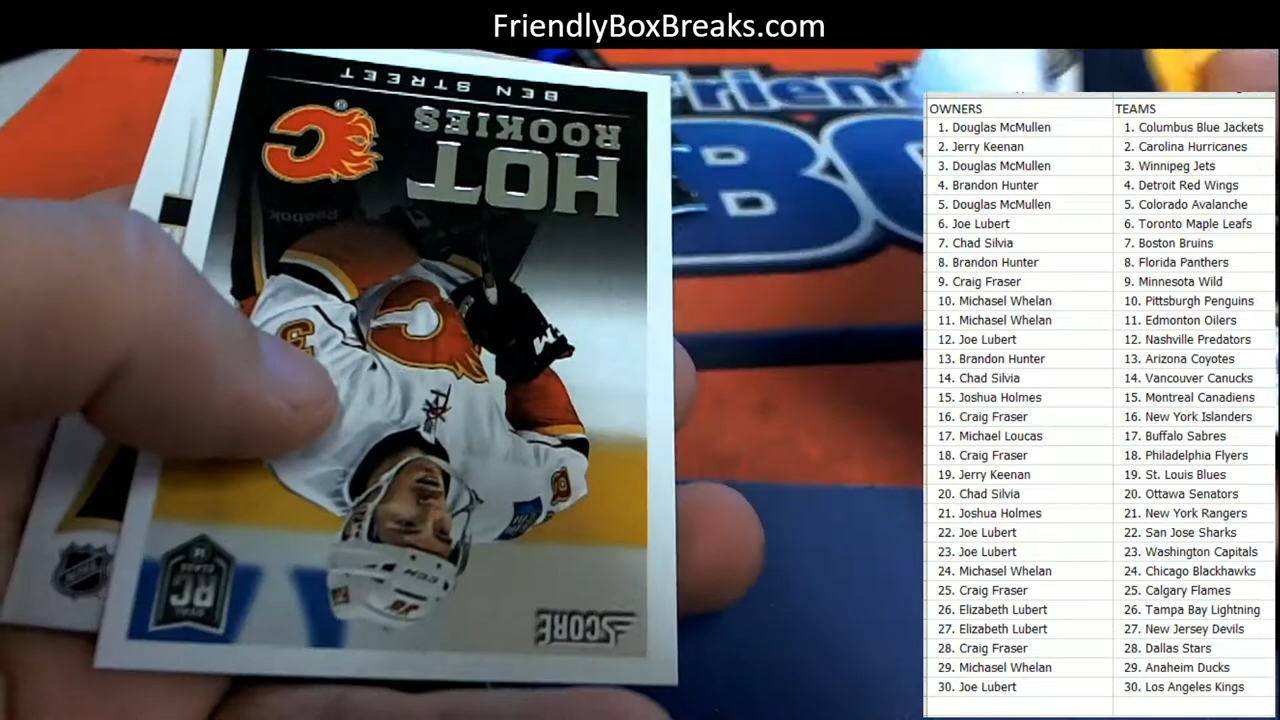 FriendlyBoxBreaks.com
BEN STREET
HOT
ROOKIES
Reebok
CCM
RC
SCORE
NHL
Friend
BO
OWNERS TEAMS
1. Douglas McMullen 1. Columbus Blue Jackets
2. Jerry Keenan 2. Carolina Hurricanes
3. Douglas McMullen 3. Winnipeg Jets
4. Brandon Hunter 4. Detroit Red Wings
5. Douglas McMullen 5. Colorado Avalanche
6. Joe Lubert 6. Toronto Maple Leafs
7. Chad Silvia 7. Boston Bruins
8. Brandon Hunter 8. Florida Panthers
9. Craig Fraser 9. Minnesota Wild
10. Michasel Whelan 10. Pittsburgh Penguins
11. Michasel Whelan 11. Edmonton Oilers
12. Joe Lubert 12. Nashville Predators
13. Brandon Hunter 13. Arizona Coyotes
14. Chad Silvia 14. Vancouver Canucks
15. Joshua Holmes 15. Montreal Canadiens
16. Craig Fraser 16. New York Islanders
17. Michael Loucas 17. Buffalo Sabres
18. Craig Fraser 18. Philadelphia Flyers
19. Jerry Keenan 19. St. Louis Blues
20. Chad Silvia 20. Ottawa Senators
21. Joshua Holmes 21. New York Rangers
22. Joe Lubert 22. San Jose Sharks
23. Joe Lubert 23. Washington Capitals
24. Michasel Whelan 24. Chicago Blackhawks
25. Craig Fraser 25. Calgary Flames
26. Elizabeth Lubert 26. Tampa Bay Lightning
27. Elizabeth Lubert 27. New Jersey Devils
28. Craig Fraser 28. Dallas Stars
29. Michasel Whelan 29. Anaheim Ducks
30. Joe Lubert 30. Los Angeles Kings